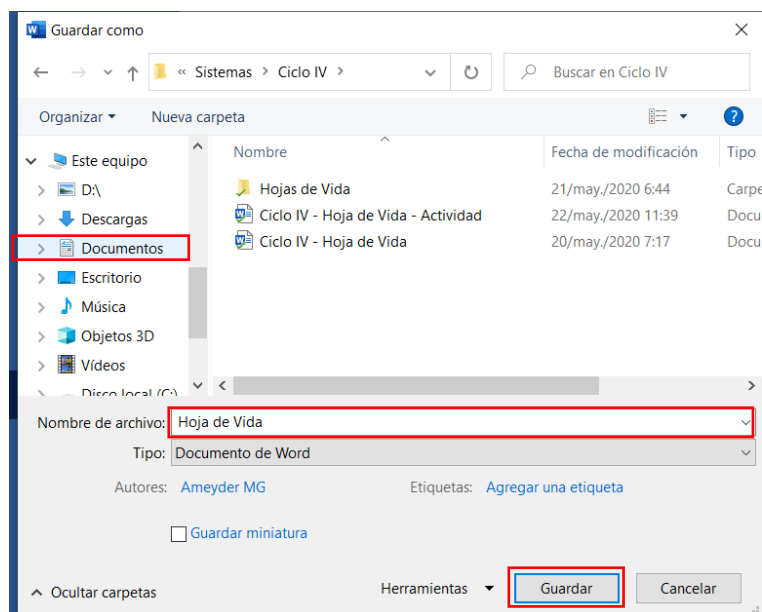 Guardar como
« Sistemas > Ciclo IV >
Buscar en Ciclo IV
Organizar
Nueva carpeta
?
Este equipo
D:\
Descargas
Documentos
Escritorio
Música
Objetos 3D
Vídeos
Disco local (C:)
Nombre
Fecha de modificación
Tipo
Hojas de Vida
21/may./2020 6:44
Carpe
Ciclo IV - Hoja de Vida - Actividad
22/may./2020 11:39
Docu
Ciclo IV - Hoja de Vida
20/may./2020 7:17
Docu
Nombre de archivo: Hoja de Vida
Tipo: Documento de Word
Autores: Ameyder MG
Etiquetas: Agregar una etiqueta
Guardar miniatura
Ocultar carpetas
Herramientas
Guardar
Cancelar